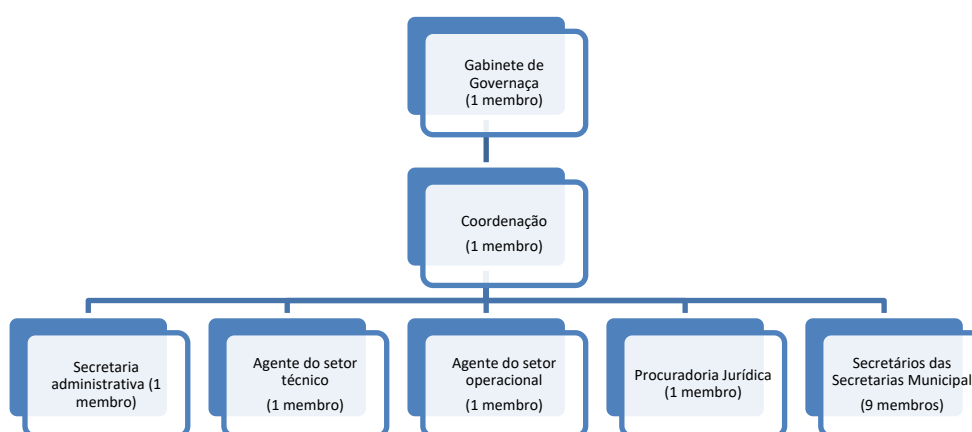 Gabinete de
Governaça
(1 membro)
Coordenação
(1 membro)
Secretaria
administrativa (1
membro)
Agente do setor
técnico
(1 membro)
Agente do setor
operacional
(1 membro)
Procuradoria Jurídica
(1 membro)
Secretários das
Secretarias Municipal
(9 membros)